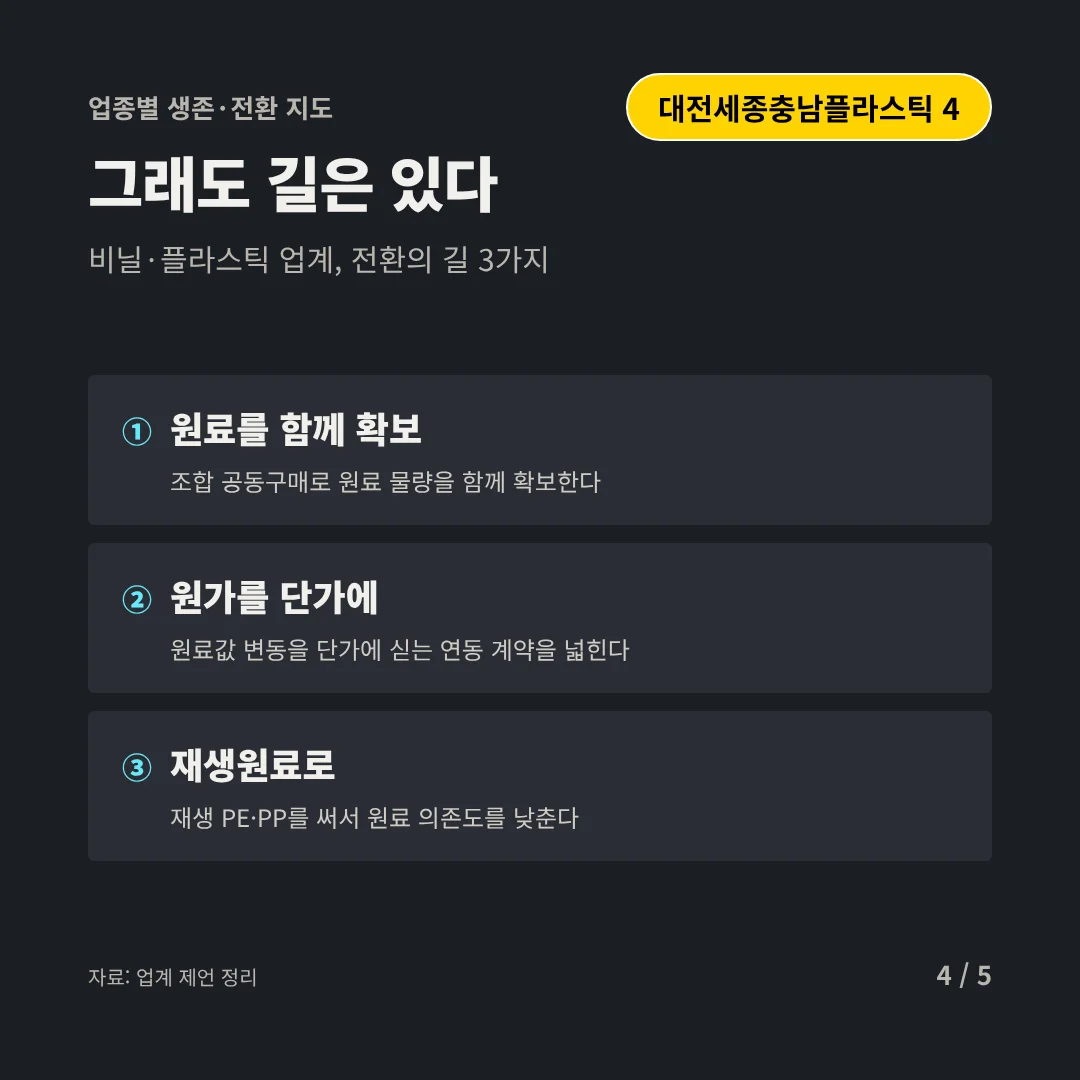 업종별 생존·전환 지도
대전세종충남플라스틱 4
그래도 길은 있다
비닐·플라스틱 업계, 전환의 길 3가지
① 원료를 함께 확보
조합 공동구매로 원료 물량을 함께 확보한다
② 원가를 단가에
원료값 변동을 단가에 싣는 연동 계약을 넓힌다
③ 재생원료로
재생 PE·PP를 써서 원료 의존도를 낮춘다
자료: 업계 제언 정리
4 / 5